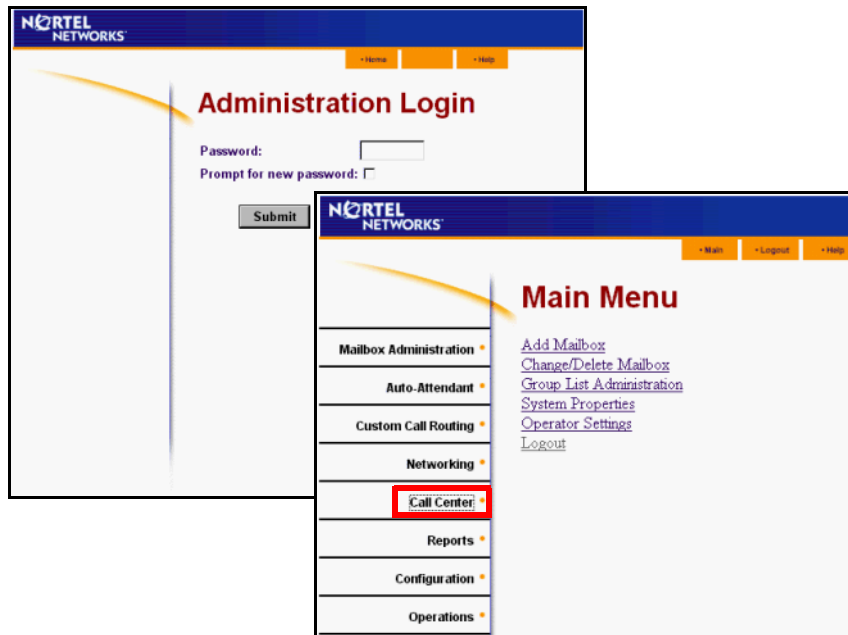 NORTEL
NETWORKS
• Home
• Help
Administration Login
Password:
Prompt for new password:
Submit
NORTEL
NETWORKS
• Main
• Logout
• Help
Main Menu
Mailbox Administration
Auto-Attendant
Custom Call Routing
Networking
Call Center
Reports
Configuration
Operations
Add Mailbox
Change/Delete Mailbox
Group List Administration
System Properties
Operator Settings
Logout